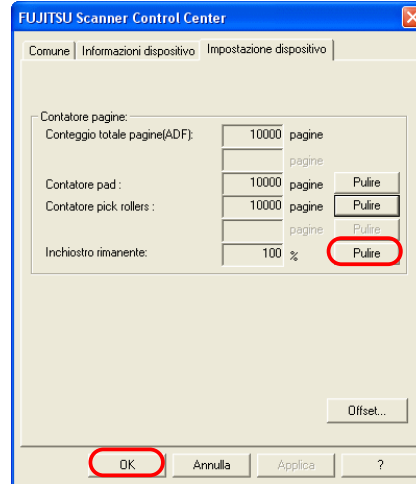 FUJITSU Scanner Control Center
Comune Informazioni dispositivo Impostazione dispositivo
Contatore pagine:
Conteggio totale pagine(ADF): 10000 pagine
pagine
Contatore pad : 10000 pagine Pulire
Contatore pick rollers : 10000 pagine Pulire
pagine Pulire
Inchiostro rimanente: 100 % Pulire
Offset...
OK Annulla Applica ?